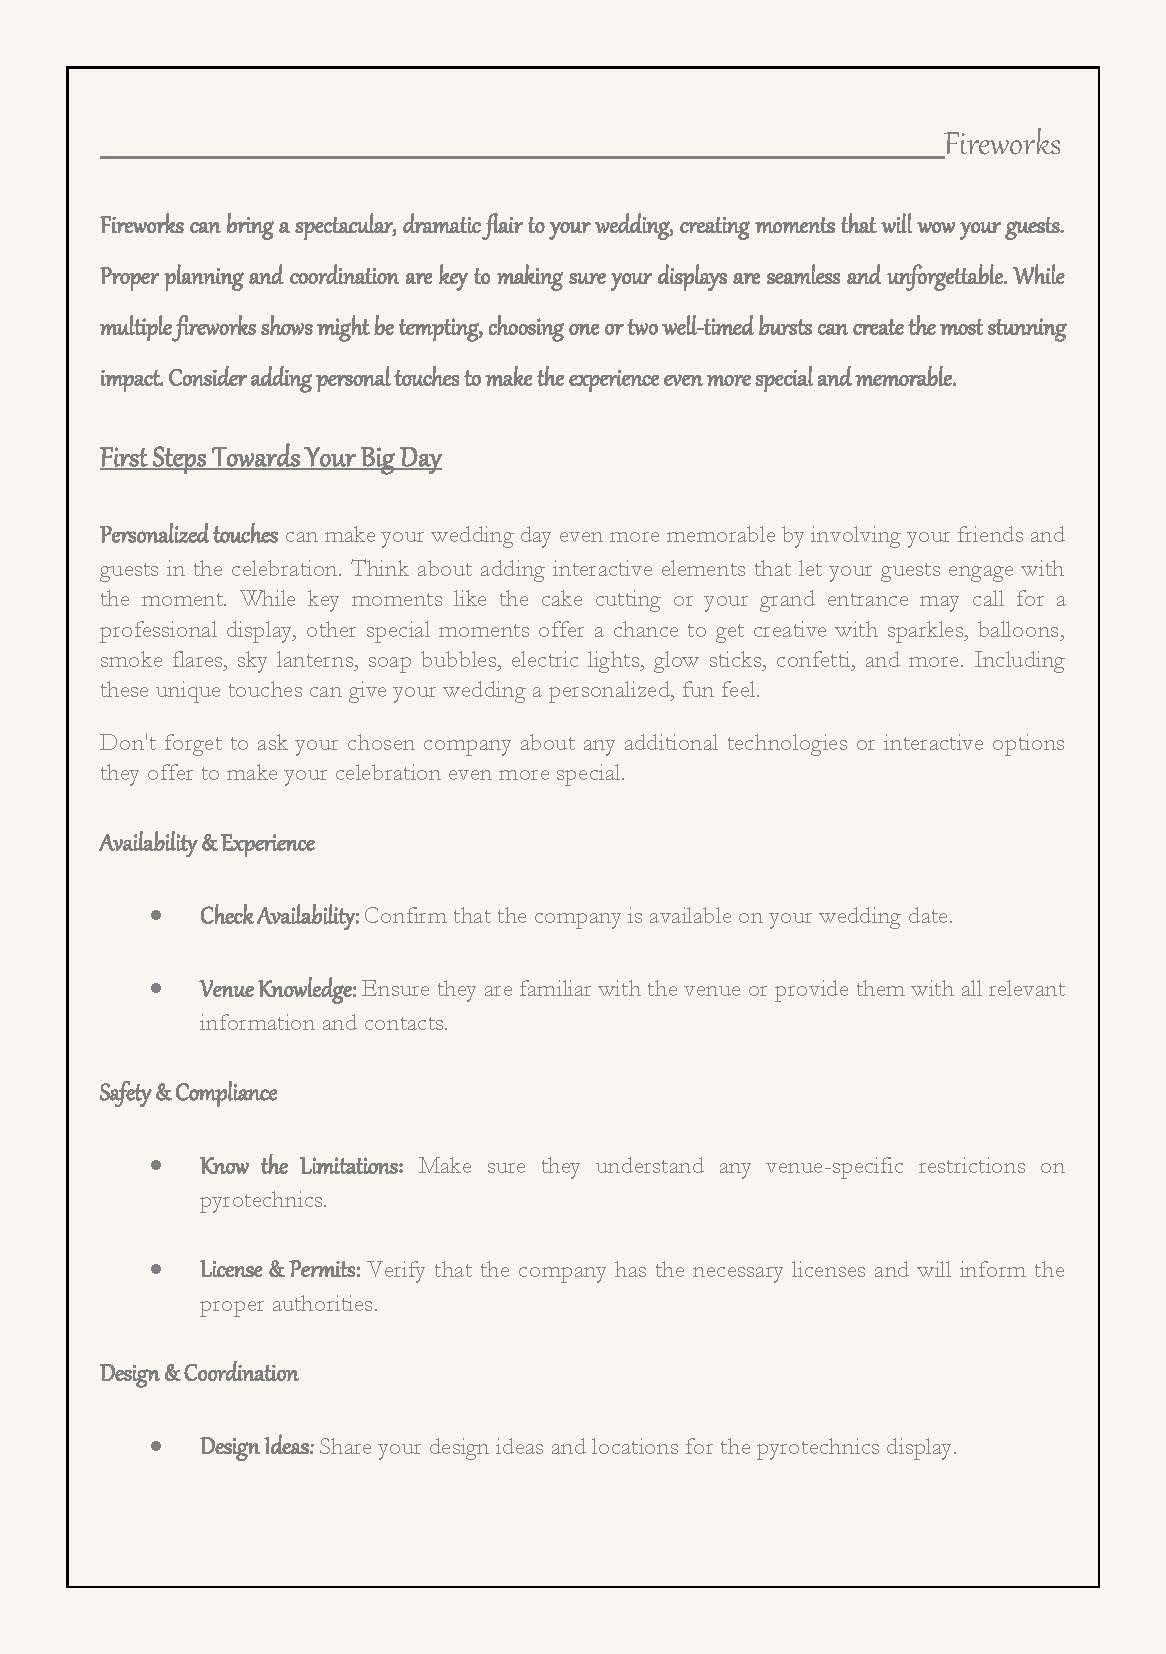 Fireworks
Fireworks can bring a spectacular, dramatic flair to your wedding, creating moments that will wow your guests.
Proper planning and coordination are key to making sure your displays are seamless and unforgettable. While
multiple fireworks shows might be tempting, choosing one or two well-timed bursts can create the most stunning
impact. Consider adding personal touches to make the experience even more special and memorable.
First Steps Towards Your Big Day
Personalized touches can make your wedding day even more memorable by involving your friends and
guests in the celebration. Think about adding interactive elements that let your guests engage with
the moment. While key moments like the cake cutting or your grand entrance may call for a
professional display, other special moments offer a chance to get creative with sparkles, balloons,
smoke flares, sky lanterns, soap bubbles, electric lights, glow sticks, confetti, and more. Including
these unique touches can give your wedding a personalized, fun feel.
Don't forget to ask your chosen company about any additional technologies or interactive options
they offer to make your celebration even more special.
Availability & Experience
• Check Availability: Confirm that the company is available on your wedding date.
• Venue Knowledge: Ensure they are familiar with the venue or provide them with all relevant
information and contacts.
Safety & Compliance
• Know the Limitations: Make sure they understand any venue-specific restrictions on
pyrotechnics.
• License & Permits: Verify that the company has the necessary licenses and will inform the
proper authorities.
Design & Coordination
• Design Ideas: Share your design ideas and locations for the pyrotechnics display.